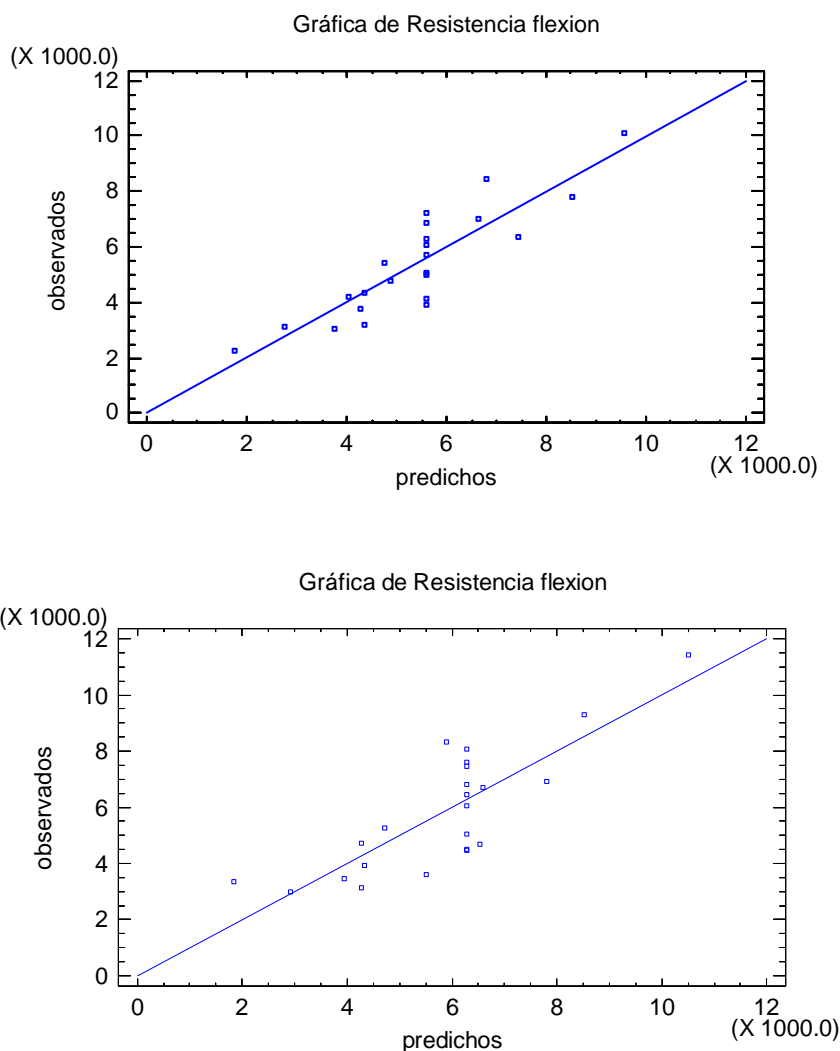 Gráfica de Resistencia flexion
(X 1000.0)
12
10
8
6
4
2
0
observados
0 2 4 6 8 10 12
(X 1000.0)
predichos
Gráfica de Resistencia flexion
(X 1000.0)
12
10
8
6
4
2
0
observados
0 2 4 6 8 10 12
(X 1000.0)
predichos